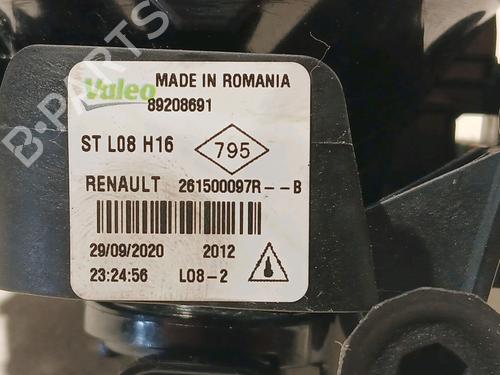 Valeo MADE IN ROMANIA
89208691
ST L08 H16 795
RENAULT 261500097R--B
29/09/2020 2012
23:24:56 L08-2
B-PARTS